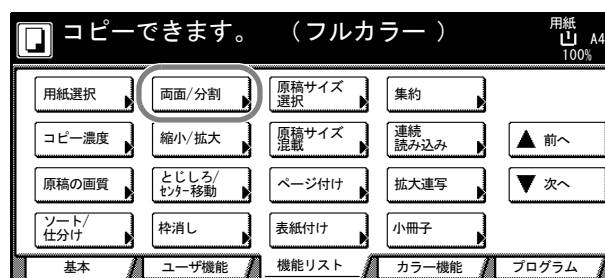 コピーできます。 （フルカラー ）
用紙
A4
100%
用紙選択
両面/分割
原稿サイズ
選択
集約
コピー濃度
縮小/拡大
原稿サイズ
混載
連続
読み込み
前へ
原稿の画質
とじしろ/
センター移動
ページ付け
拡大連写
次へ
ソート/
仕分け
枠消し
表紙付け
小冊子
基本
ユーザ機能
機能リスト
カラー機能
プログラム